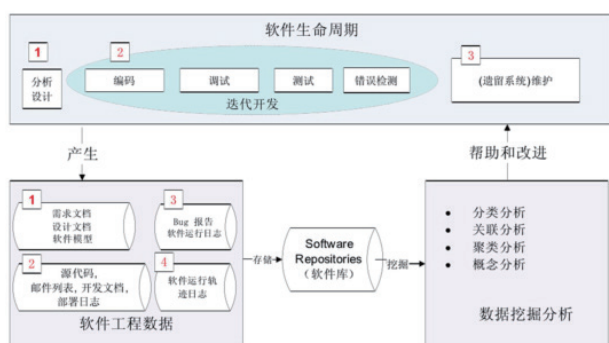 软件生命周期
1
分析
设计
2
编码
调试
测试
错误检测
迭代开发
3
(遗留系统)维护
产生
帮助和改进
1
需求文档
设计文档
软件模型
3
Bug 报告
软件运行日志
2
源代码,
邮件列表, 开发文档,
部署日志
4
软件运行轨
迹日志
软件工程数据
存储
Software
Repositories
(软件库)
挖掘
• 分类分析
• 关联分析
• 聚类分析
• 概念分析
数据挖掘分析